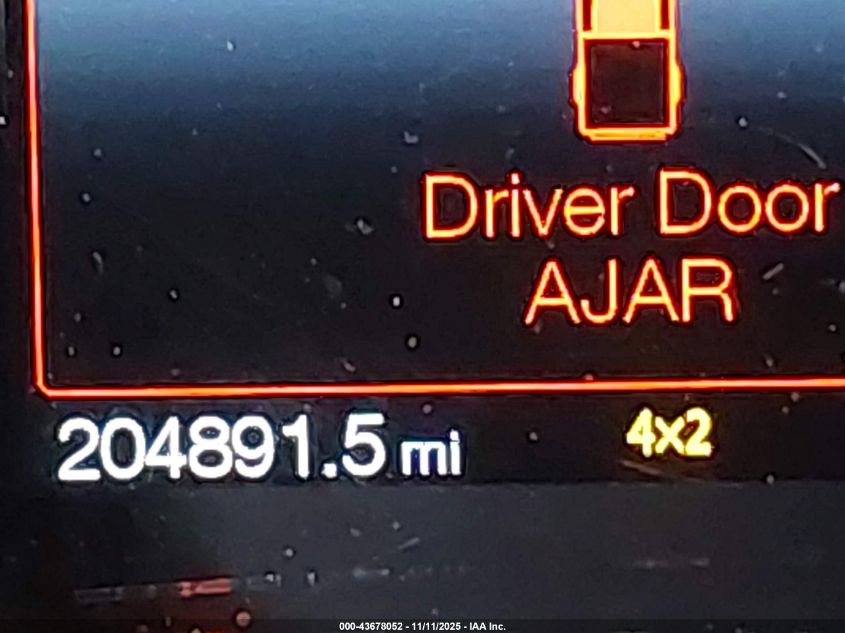 Driver Door
AJAR
204891.5 mi 4x2
000-43678052 - 11/11/2025 - IAA Inc.